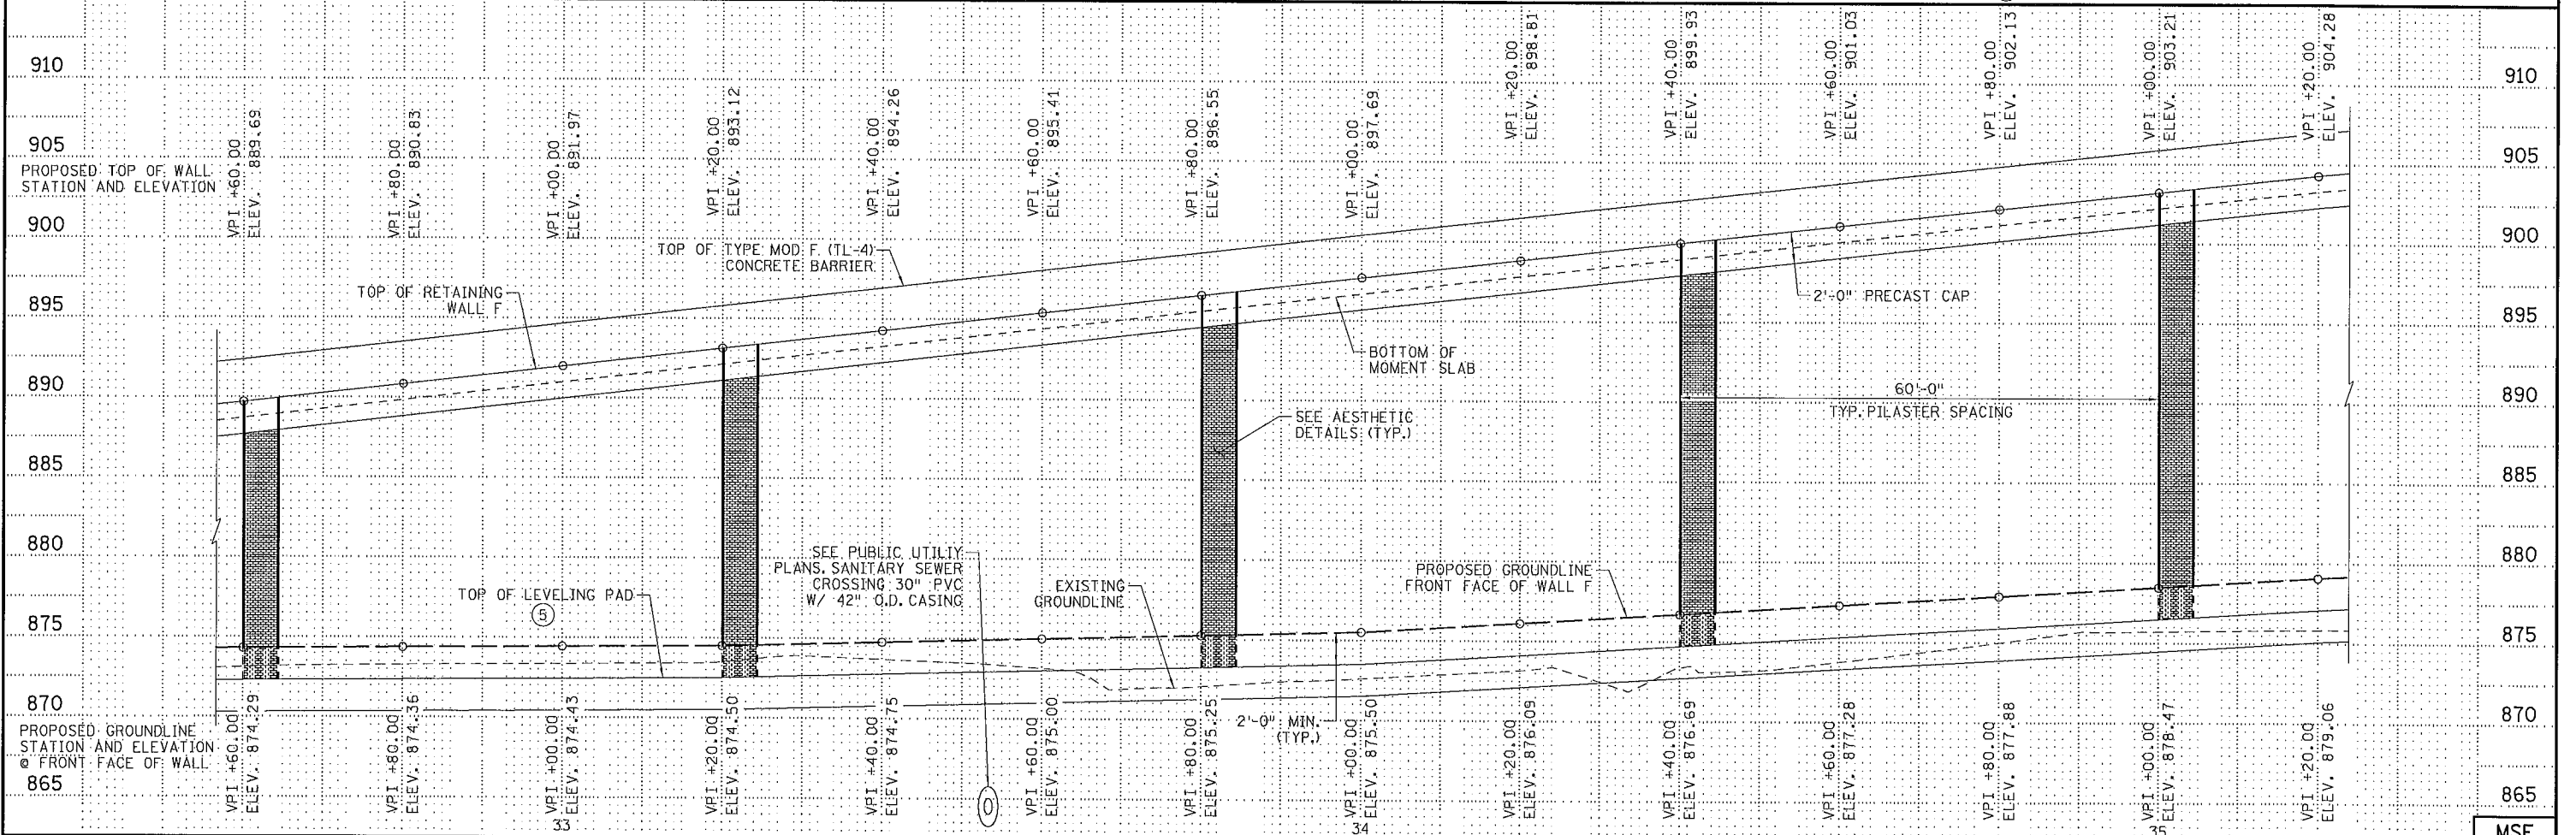 910
905
900
895
890
885
880
875
870
865
PROPOSED TOP OF WALL
STATION AND ELEVATION
VPI +60.00
ELEV. 889.69
VPI +80.00
ELEV. 890.83
VPI +00.00
ELEV. 891.97
VPI +20.00
ELEV. 893.12
VPI +40.00
ELEV. 894.26
VPI +60.00
ELEV. 895.41
VPI +80.00
ELEV. 896.55
VPI +00.00
ELEV. 897.69
VPI +20.00
ELEV. 898.81
VPI +40.00
ELEV. 899.93
VPI +60.00
ELEV. 901.03
VPI +80.00
ELEV. 902.13
VPI +00.00
ELEV. 903.21
VPI +20.00
ELEV. 904.28
TOP OF TYPE MOD F (TL-4)
CONCRETE BARRIER
TOP OF RETAINING
WALL F
2'-0" PRECAST CAP
BOTTOM OF
MOMENT SLAB
60'-0"
TYP. PILASTER SPACING
SEE AESTHETIC
DETAILS (TYP.)
SEE PUBLIC UTILIY
PLANS. SANITARY SEWER
CROSSING 30" PVC
W/ 42" O.D. CASING
EXISTING
GROUNDLINE
PROPOSED GROUNDLINE
FRONT FACE OF WALL F
TOP OF LEVELING PAD
5
2'-0" MIN.
(TYP.)
PROPOSED GROUNDLINE
STATION AND ELEVATION
@ FRONT FACE OF WALL
VPI +60.00
ELEV. 874.29
VPI +80.00
ELEV. 874.36
VPI +00.00
ELEV. 874.43
VPI +20.00
ELEV. 874.50
VPI +40.00
ELEV. 874.75
VPI +60.00
ELEV. 875.00
VPI +80.00
ELEV. 875.25
VPI +00.00
ELEV. 875.50
VPI +20.00
ELEV. 876.09
VPI +40.00
ELEV. 876.69
VPI +60.00
ELEV. 877.28
VPI +80.00
ELEV. 877.88
VPI +00.00
ELEV. 878.47
VPI +20.00
ELEV. 879.06
33
34
35
910
905
900
895
890
885
880
875
870
865
MSE